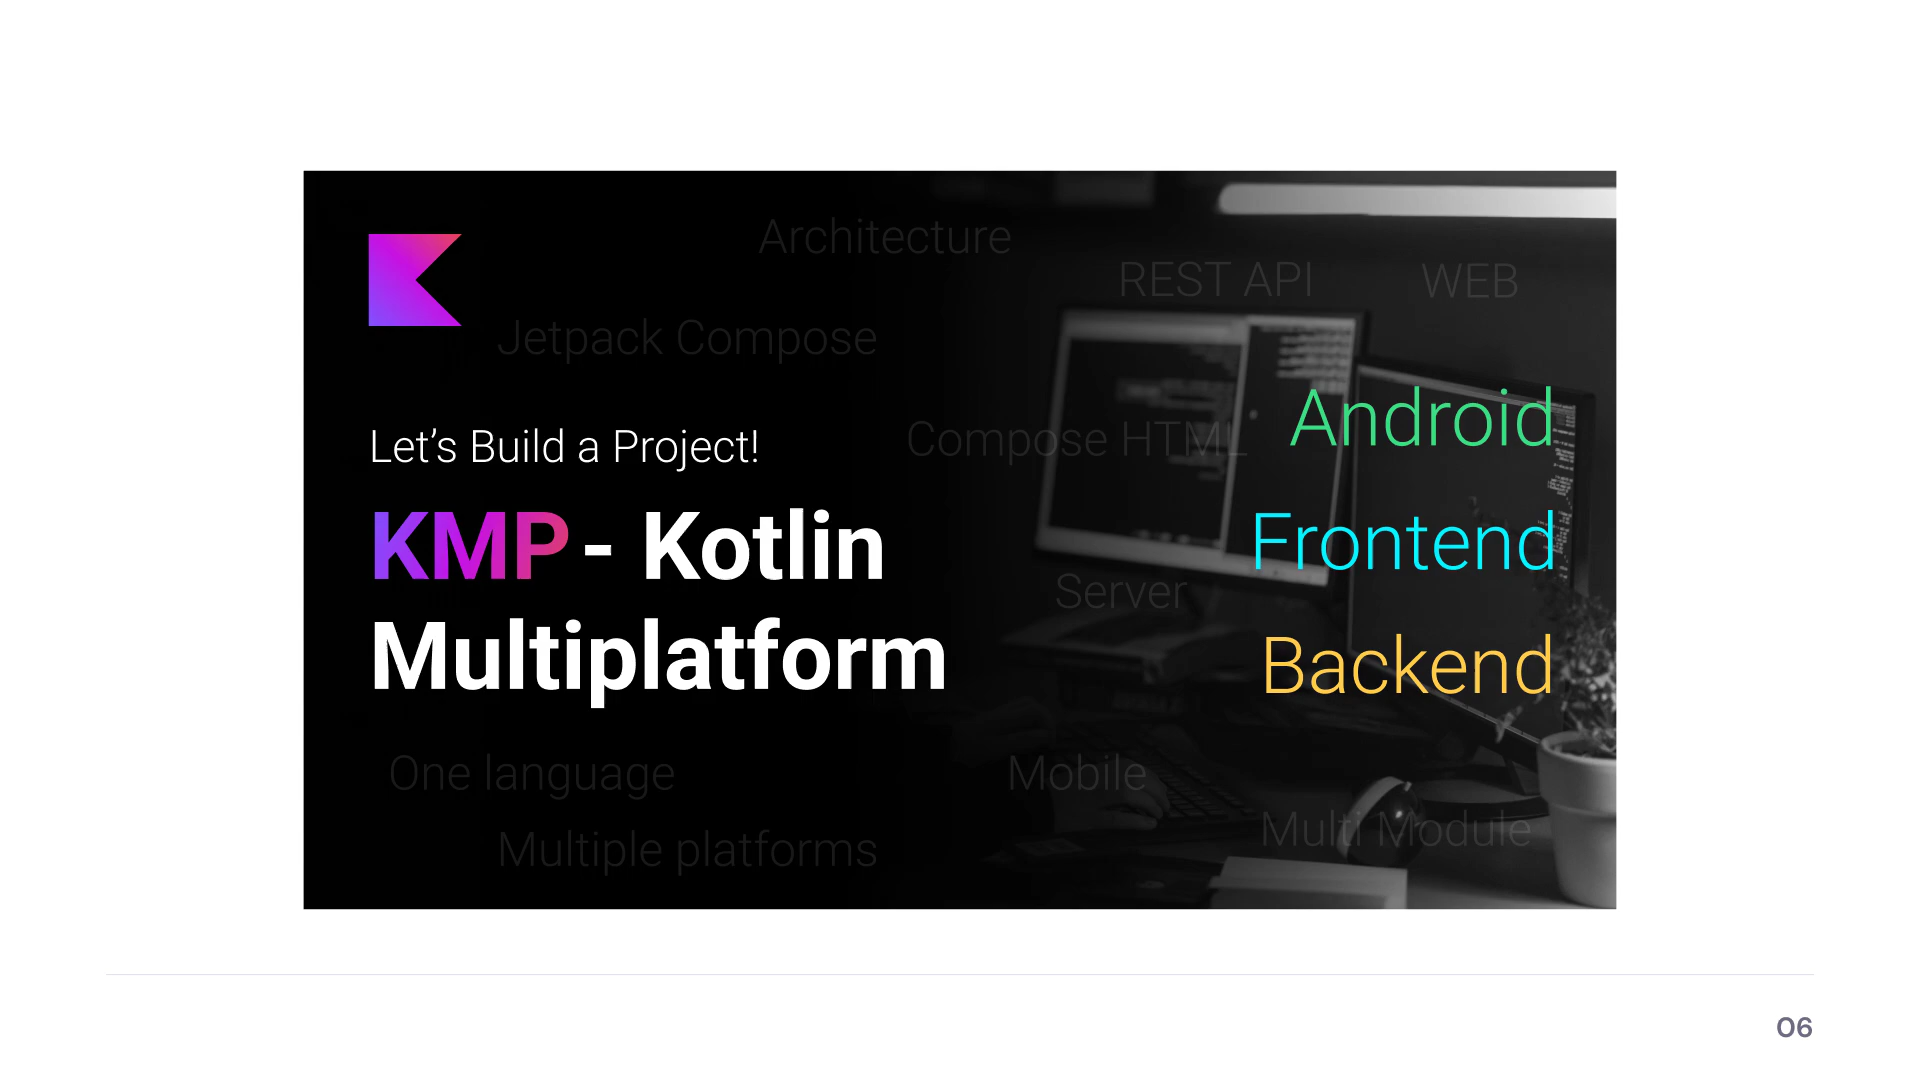 Architecture
REST API
WEB
Jetpack Compose
Let’s Build a Project!
KMP - Kotlin
Multiplatform
Compose HTML
Android
Frontend
Server
Backend
One language
Mobile
Multiple platforms
Multi Module
06